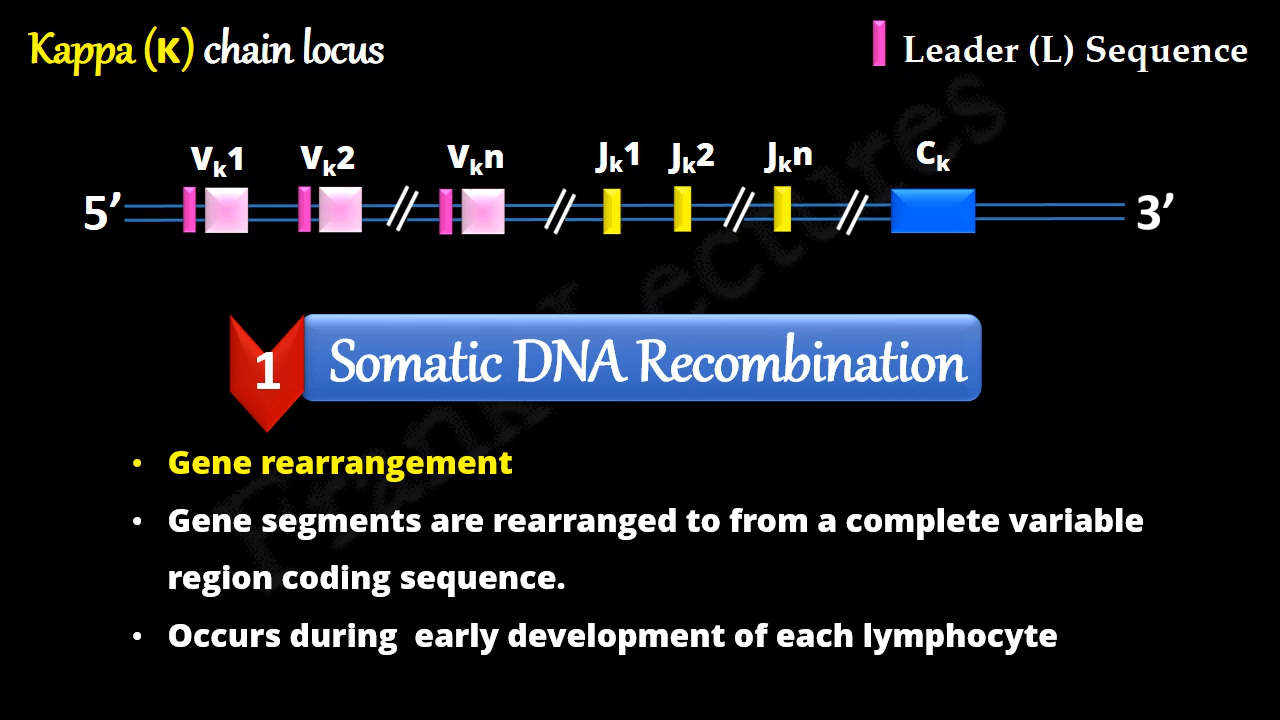 Kappa (K) chain locus
Leader (L) Sequence
Vk1 Vk2 Vkn Jk1 Jk2 Jkn Ck
5’ 3’
1 Somatic DNA Recombination
• Gene rearrangement
• Gene segments are rearranged to from a complete variable
region coding sequence.
• Occurs during early development of each lymphocyte
Frank Lectures